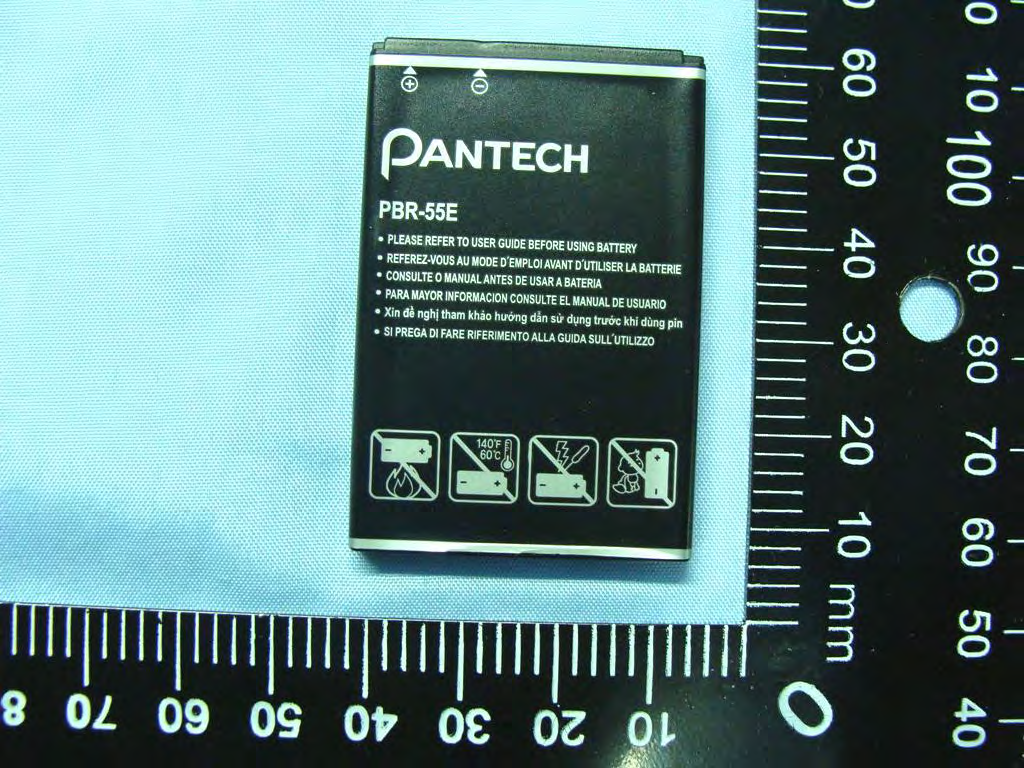 PANTECH
PBR-55E
• PLEASE REFER TO USER GUIDE BEFORE USING BATTERY
• REFEREZ-VOUS AU MODE D'EMPLOI AVANT D'UTILISER LA BATTERIE
• CONSULTE O MANUAL ANTES DE USAR A BATERIA
• PARA MAYOR INFORMACION CONSULTE EL MANUAL DE USUARIO
• Xin đề nghị tham khảo hướng dẫn sử dụng trước khi dùng pin
• SI PREGA DI FARE RIFERIMENTO ALLA GUIDA SULL'UTILIZZO
140°F
60°C
60
50
40
30
20
10
mm
0
10
100
90
80
70
60
50
40
8
70
60
50
40
30
20
10
0